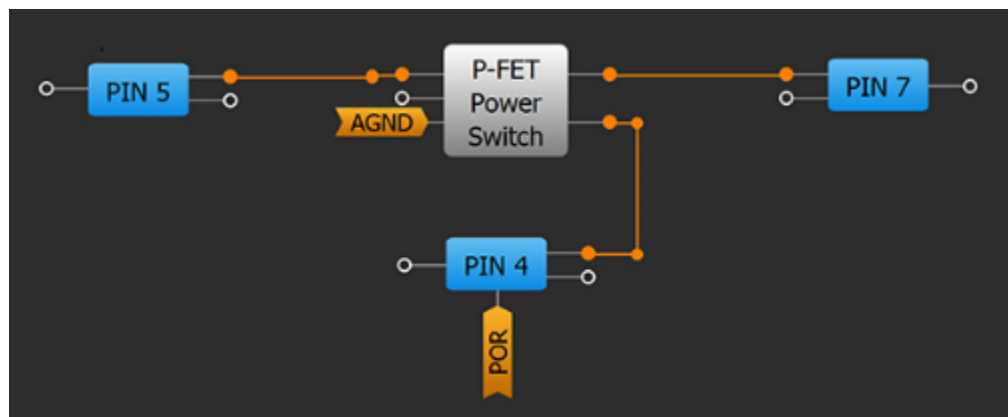 PIN 5
P-FET
Power
Switch
PIN 7
AGND
PIN 4
POR